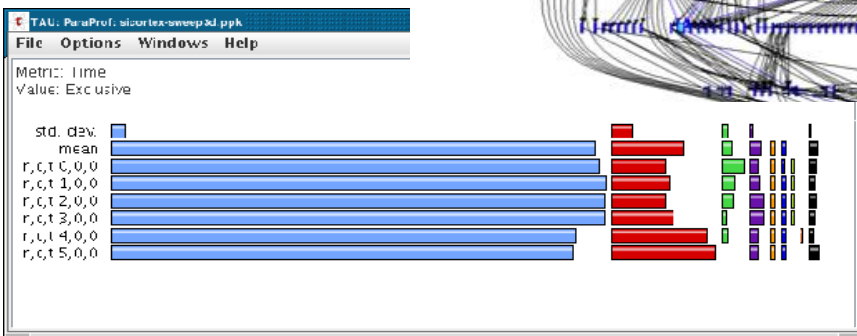 TAU: ParaProf: sicortex-sweep3d.ppk
File Options Windows Help
Metric: Time
Value: Exclusive
std. dev.
mean
n,c,t 0,0,0
n,c,t 1,0,0
n,c,t 2,0,0
n,c,t 3,0,0
n,c,t 4,0,0
n,c,t 5,0,0